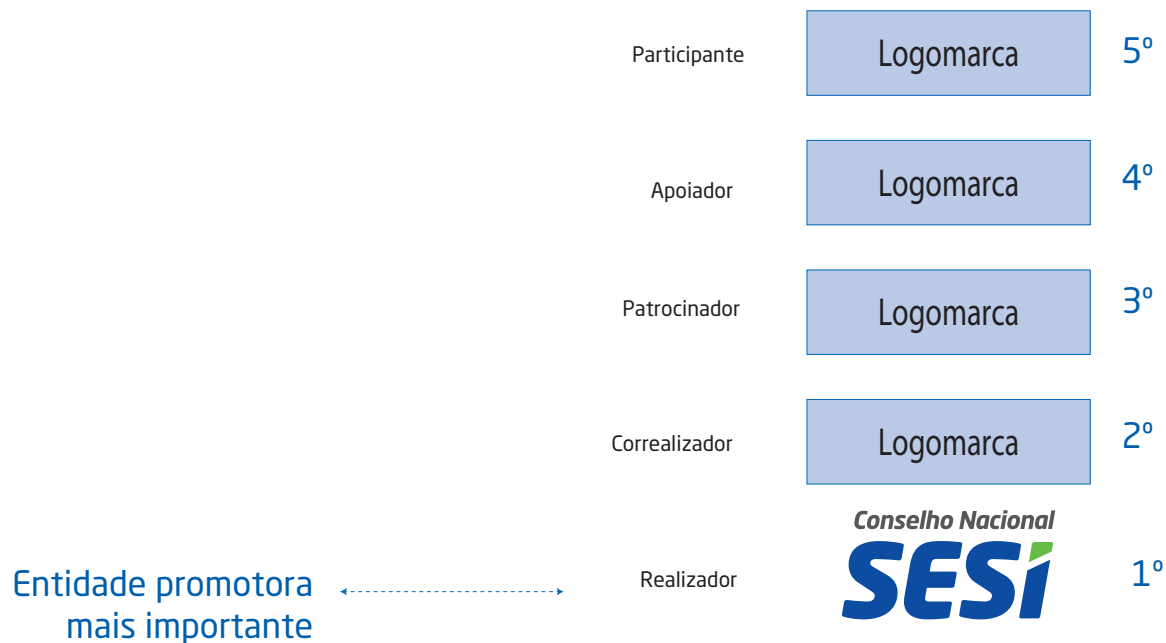 Participante
Logomarca
5º
Apoiador
Logomarca
4º
Patrocinador
Logomarca
3º
Correalizador
Logomarca
2º
Conselho Nacional
SESI
Realizador
1º
Entidade promotora
mais importante